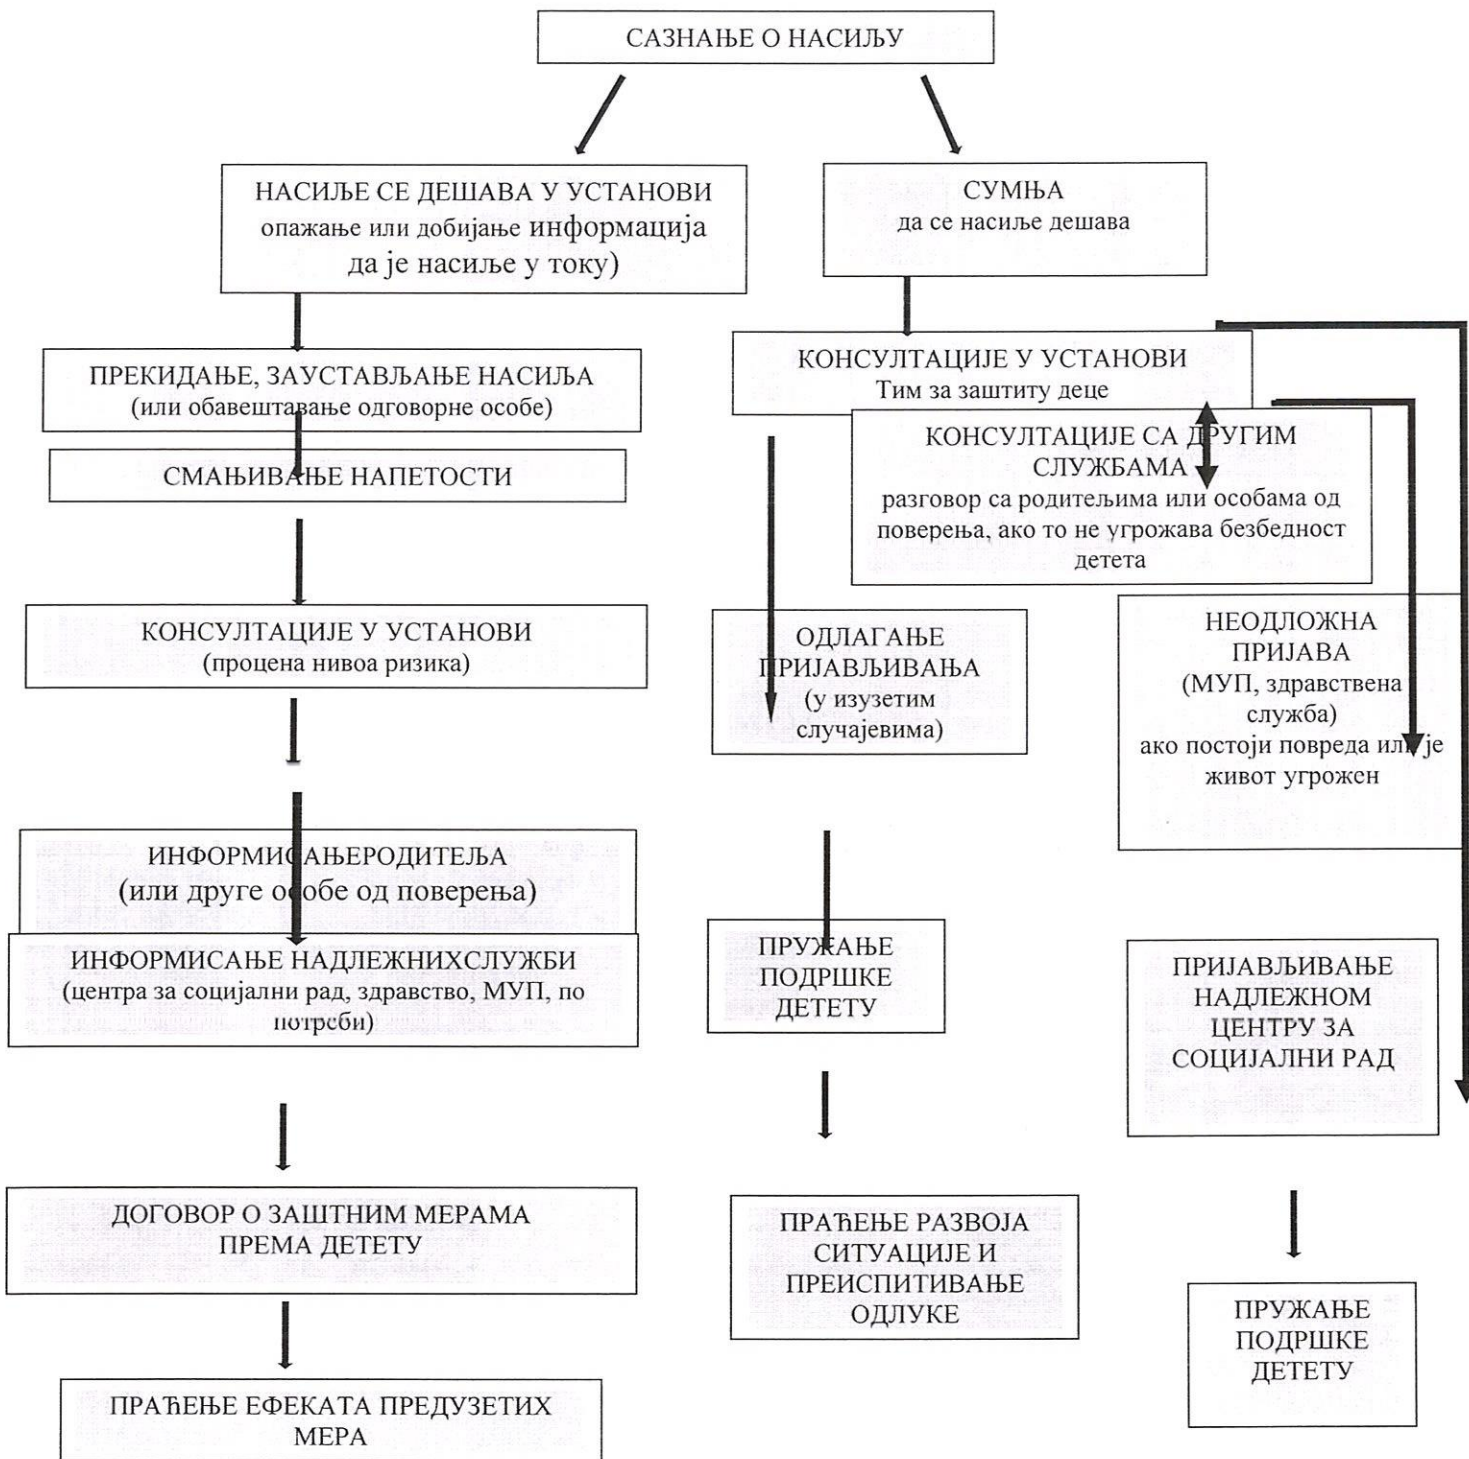 САЗНАЊЕ О НАСИЉУ
НАСИЉЕ СЕ ДЕШАВА У УСТАНОВИ
опажање или добијање информација
да је насиље у току)
СУМЊА
да се насиље дешава
ПРЕКИДАЊЕ, ЗАУСТАВЉАЊЕ НАСИЉА
(или обавештавање одговорне особе)
СМАЊИВАЊЕ НАПЕТОСТИ
КОНСУЛТАЦИЈЕ У УСТАНОВИ
(процена нивоа ризика)
ИНФОРМИСАЊЕРОДИТЕЉА
(или друге особе од поверења)
ИНФОРМИСАЊЕ НАДЛЕЖНИХСЛУЖБИ
(центра за социјални рад, здравство, МУП, по
потреби)
ДОГОВОР О ЗАШТНИМ МЕРАМА
ПРЕМА ДЕТЕТУ
ПРАЋЕЊЕ ЕФЕКАТА ПРЕДУЗЕТИХ
МЕРА
КОНСУЛТАЦИЈЕ У УСТАНОВИ
Тим за заштиту деце
КОНСУЛТАЦИЈЕ СА ДРУГИМ
СЛУЖБАМА
разговор са родитељима или особама од
поверења, ако то не угрожава безбедност
детета
ОДЛАГАЊЕ
ПРИЈАВЉИВАЊА
(у изузетим
случајевима)
ПРУЖАЊЕ
ПОДРШКЕ
ДЕТЕТУ
ПРАЋЕЊЕ РАЗВОЈА
СИТУАЦИЈЕ И
ПРЕИСПИТИВАЊЕ
ОДЛУКЕ
НЕОДЛОЖНА
ПРИЈАВА
(МУП, здравствена
служба)
ако постоји повреда или је
живот угрожен
ПРИЈАВЉИВАЊЕ
НАДЛЕЖНОМ
ЦЕНТРУ ЗА
СОЦИЈАЛНИ РАД
ПРУЖАЊЕ
ПОДРШКЕ
ДЕТЕТУ